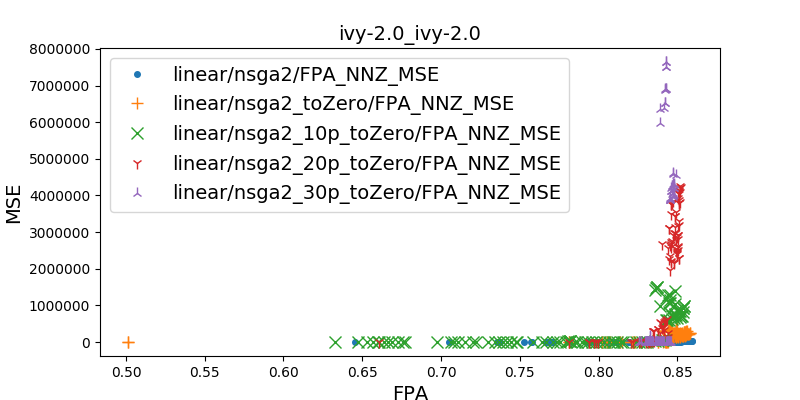 ivy-2.0_ivy-2.0
8000000
7000000
6000000
5000000
4000000
3000000
2000000
1000000
0
MSE
linear/nsga2/FPA_NNZ_MSE
linear/nsga2_toZero/FPA_NNZ_MSE
linear/nsga2_10p_toZero/FPA_NNZ_MSE
linear/nsga2_20p_toZero/FPA_NNZ_MSE
linear/nsga2_30p_toZero/FPA_NNZ_MSE
0.50 0.55 0.60 0.65 0.70 0.75 0.80 0.85
FPA